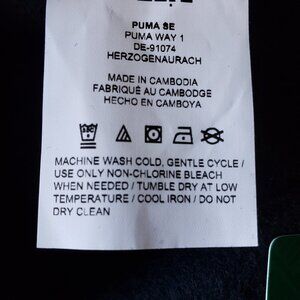 PUMA SE
PUMA WAY 1
DE-91074
HERZOGENAURACH
MADE IN CAMBODIA
FABRIQUÉ AU CAMBODGE
HECHO EN CAMBOYA
MACHINE WASH COLD, GENTLE CYCLE /
USE ONLY NON-CHLORINE BLEACH
WHEN NEEDED / TUMBLE DRY AT LOW
TEMPERATURE / COOL IRON / DO NOT
DRY CLEAN